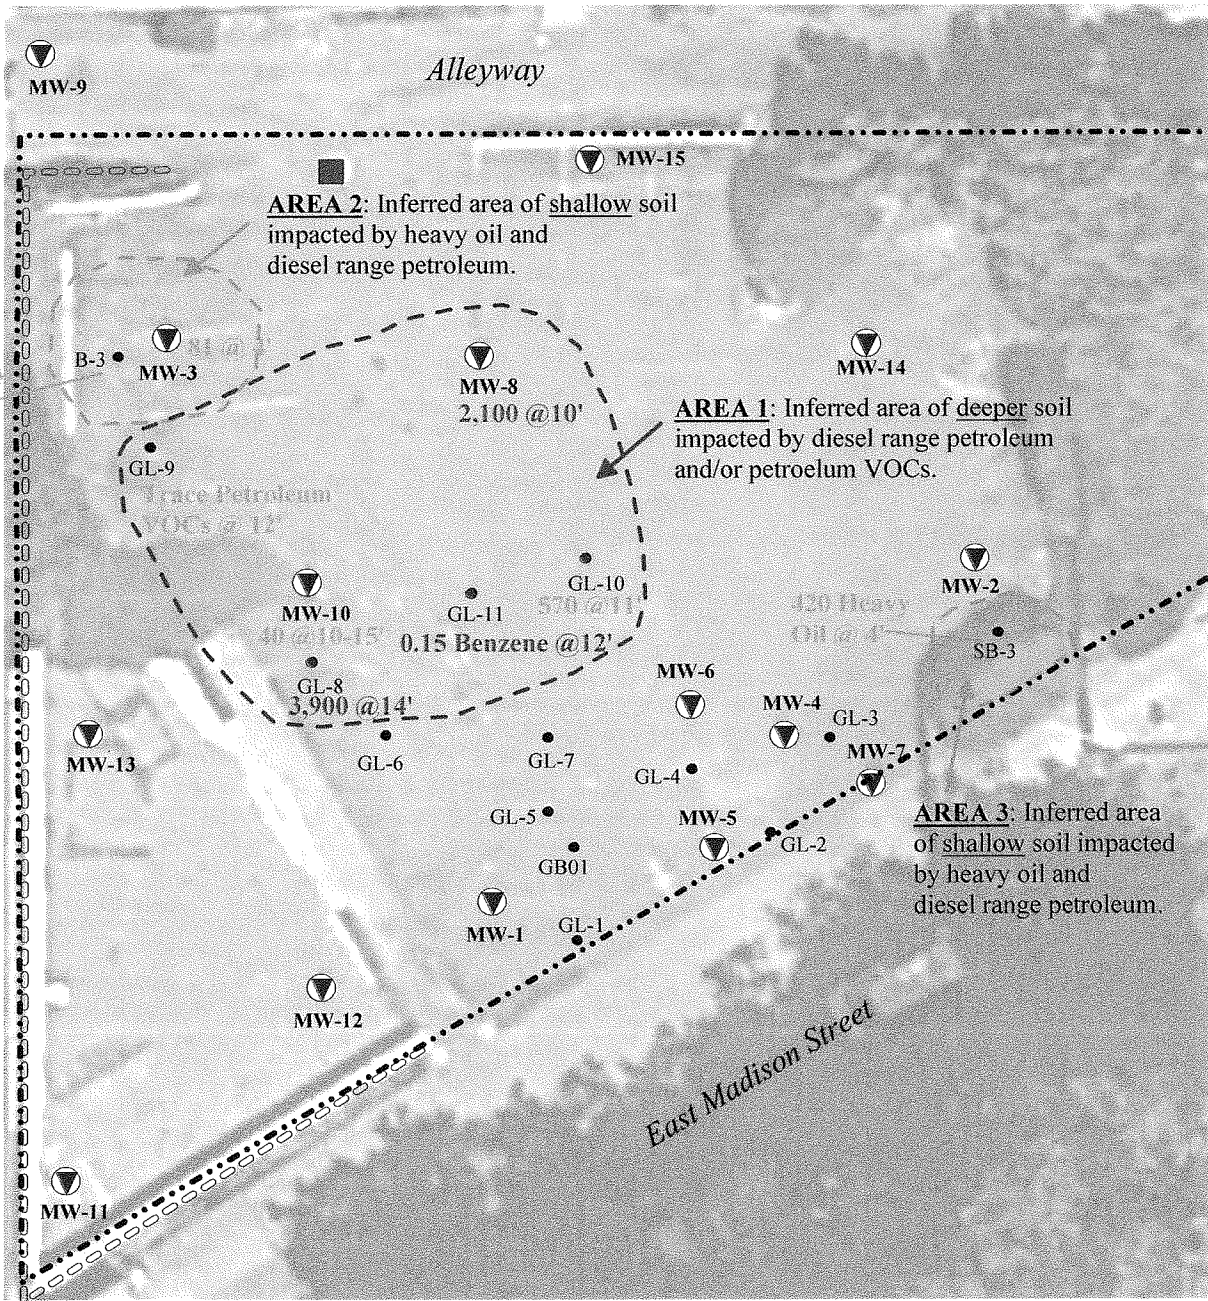 Alleyway
MW-9
MW-15
AREA 2: Inferred area of shallow soil
impacted by heavy oil and
diesel range petroleum.
B-3
MW-3
MW-8
2,100 @10'
MW-14
AREA 1: Inferred area of deeper soil
impacted by diesel range petroleum
and/or petroelum VOCs.
GL-9
Trace Petroleum
VOCs @ 12'
MW-10
40 @10-15'
GL-11
0.15 Benzene @12'
GL-10
570 @11'
MW-2
420 Heavy
SB-3
GL-8
3,900 @14'
MW-6
MW-4
GL-3
MW-7
MW-13
GL-6
GL-7
GL-4
GL-5
MW-5
GL-2
GB01
AREA 3: Inferred area
of shallow soil impacted
by heavy oil and
diesel range petroleum.
MW-1
GL-1
MW-12
East Madison Street
MW-11